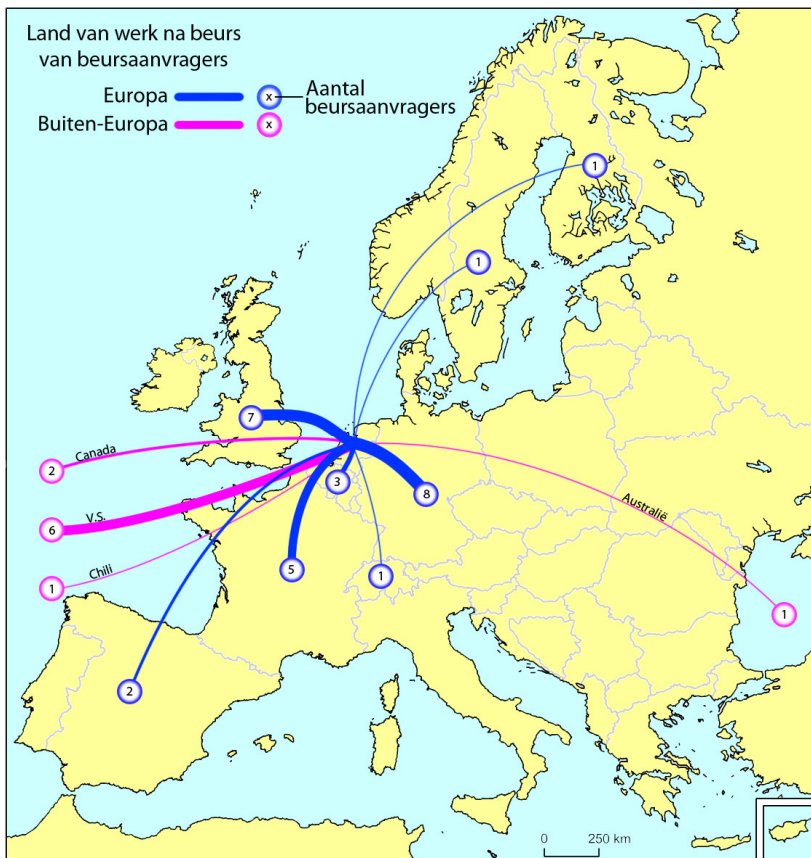 Land van werk na beurs
van beursaanvragers
Europa x Aantal
beursaanvragers
Buiten-Europa x
1
1
7
Canada
2
3
8
V.S.
6
Australië
5
1
Chili
1
1
2
0 250 km